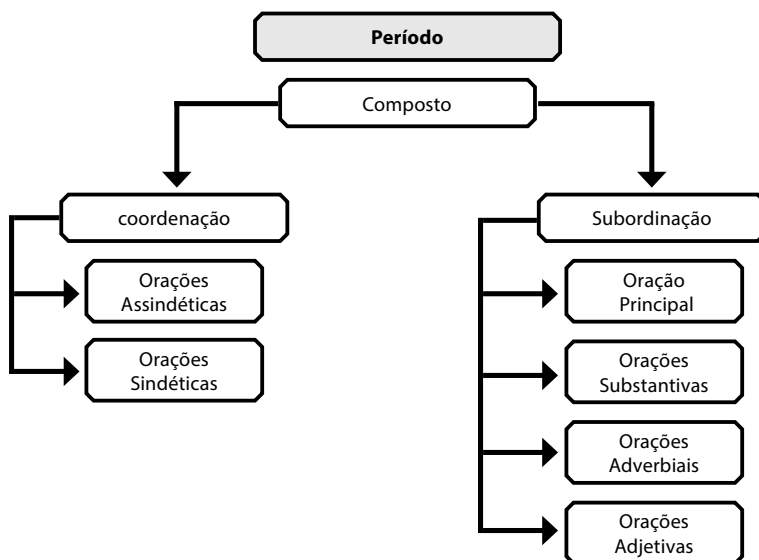 Período
Composto
coordenação
Orações
Assindéticas
Orações
Sindéticas
Subordinação
Oração
Principal
Orações
Substantivas
Orações
Adverbiais
Orações
Adjetivas